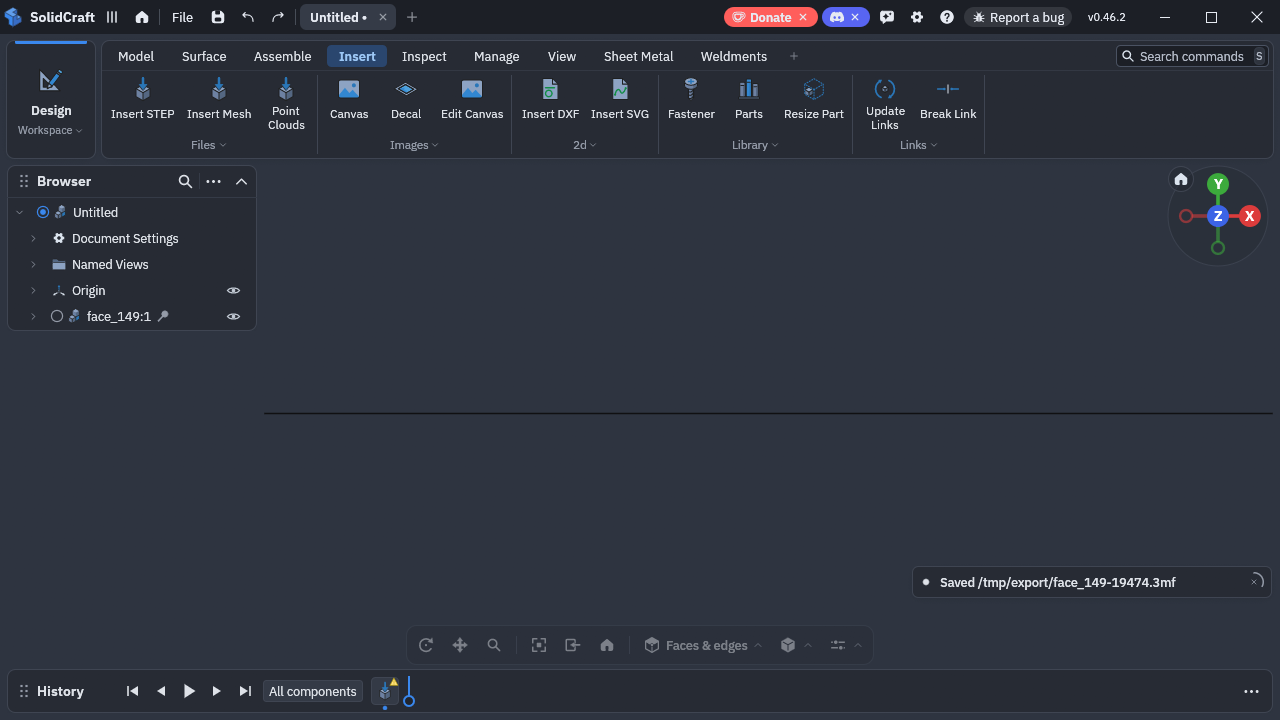 SolidCraft
File
Untitled •
Donate
Report a bug
v0.46.2
Design
Workspace
Model
Surface
Assemble
Insert
Inspect
Manage
View
Sheet Metal
Weldments
Search commands
S
Insert STEP
Insert Mesh
Point
Clouds
Files
Canvas
Decal
Edit Canvas
Images
Insert DXF
Insert SVG
2d
Fastener
Parts
Resize Part
Library
Update
Links
Break Link
Links
Browser
Untitled
Document Settings
Named Views
Origin
face_149:1
Y
Z
X
Saved /tmp/export/face_149-19474.3mf
Faces & edges
History
All components